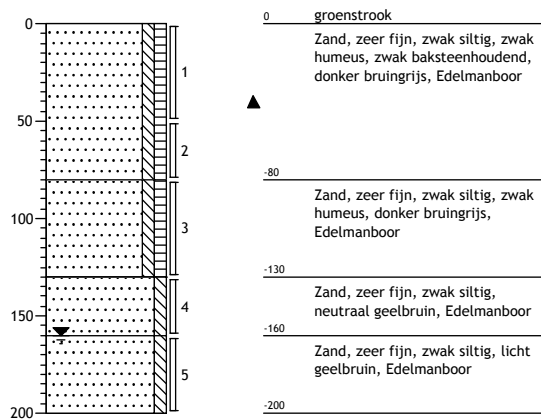 0
50
100
150
200
1
2
3
4
5
0 groenstrook
Zand, zeer fijn, zwak siltig, zwak
humeus, zwak baksteenhoudend,
donker bruingrijs, Edelmanboor
-80
Zand, zeer fijn, zwak siltig, zwak
humeus, donker bruingrijs,
Edelmanboor
-130
Zand, zeer fijn, zwak siltig,
neutraal geelbruin, Edelmanboor
-160
Zand, zeer fijn, zwak siltig, licht
geelbruin, Edelmanboor
-200